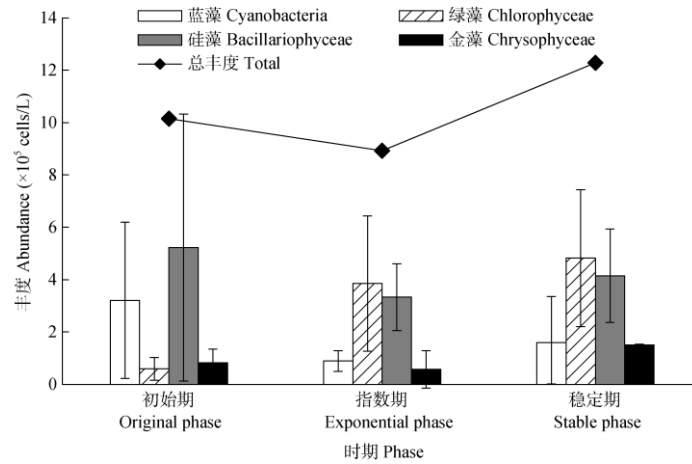 蓝藻 Cyanobacteria
绿藻 Chlorophyceae
硅藻 Bacillariophyceae
金藻 Chrysophyceae
总丰度 Total
丰度 Abundance (×10⁵ cells/L)
14
12
10
8
6
4
2
0
初始期
Original phase
指数期
Exponential phase
稳定期
Stable phase
时期 Phase